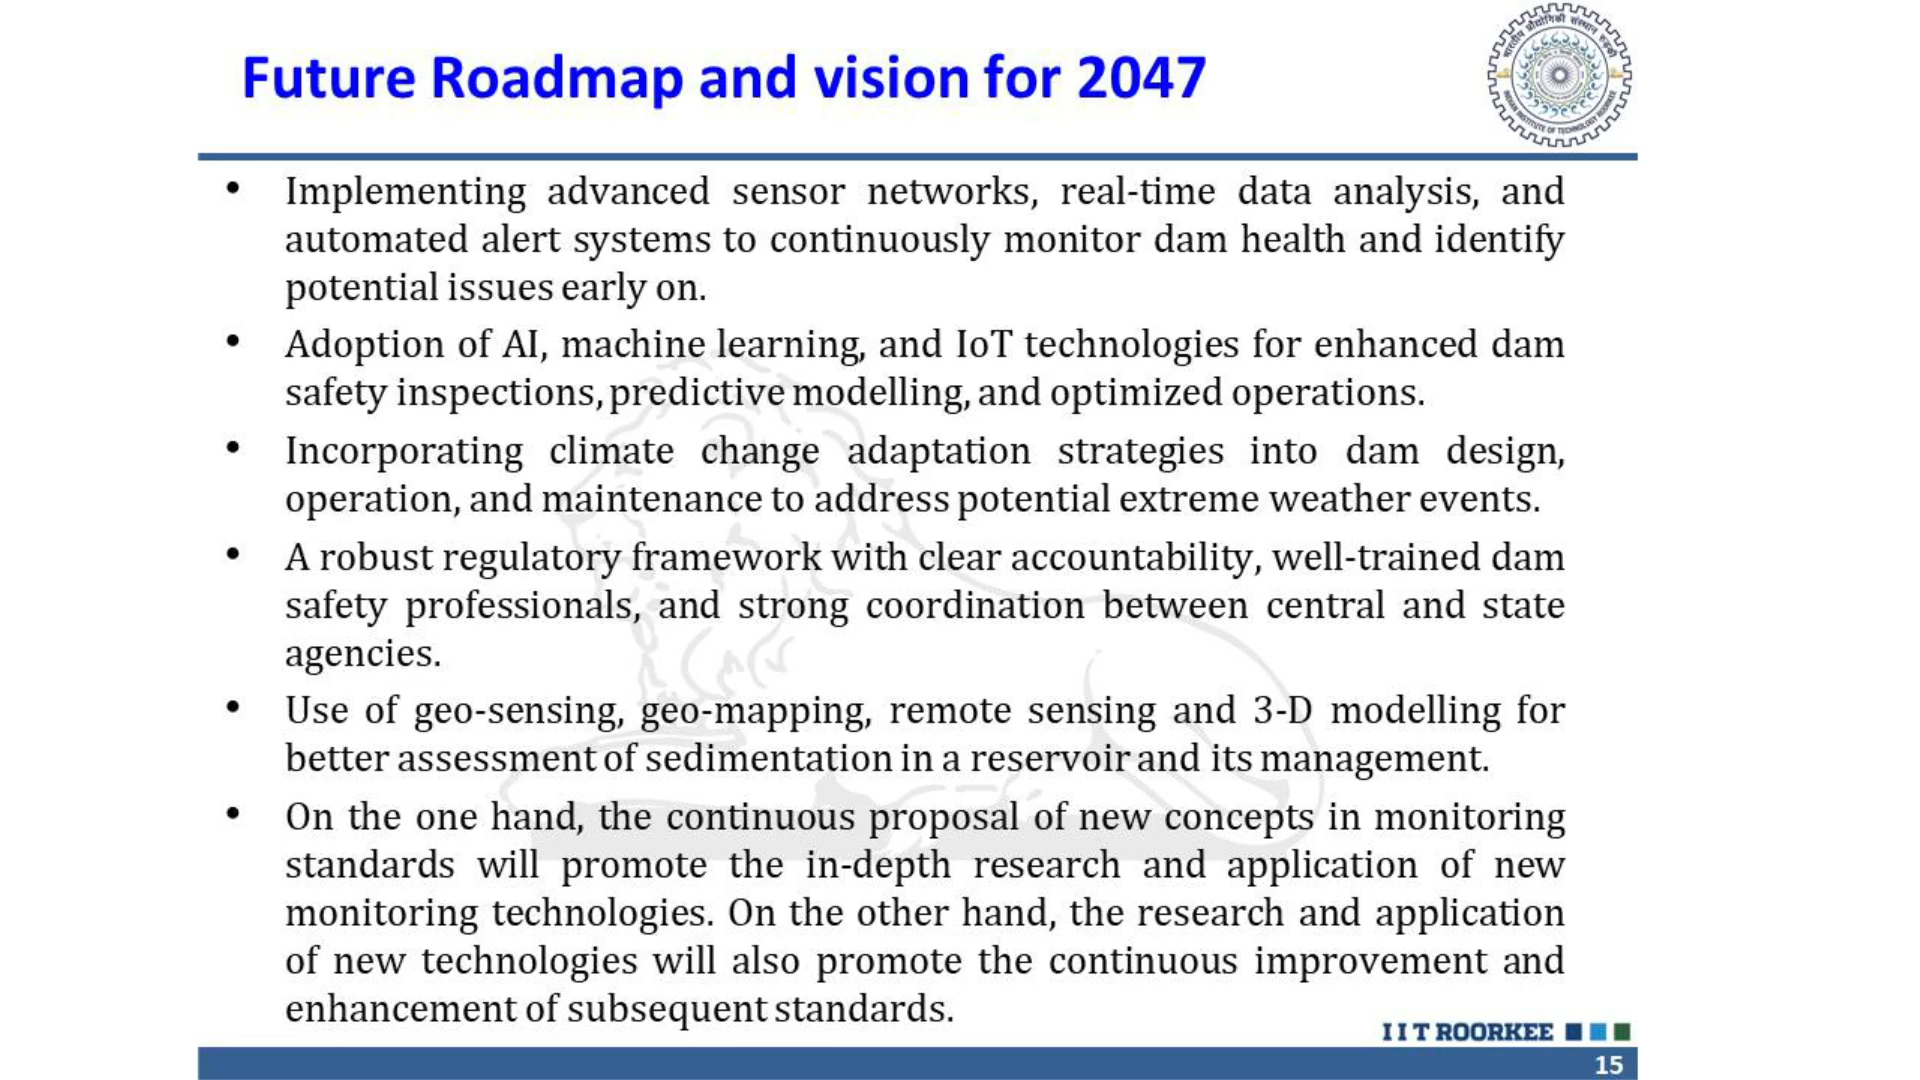 Future Roadmap and vision for 2047
भारतीय प्रौद्योगिकी संस्थान रुड़की
INDIAN INSTITUTE OF TECHNOLOGY ROORKEE
• Implementing advanced sensor networks, real-time data analysis, and
automated alert systems to continuously monitor dam health and identify
potential issues early on.
• Adoption of AI, machine learning, and IoT technologies for enhanced dam
safety inspections, predictive modelling, and optimized operations.
• Incorporating climate change adaptation strategies into dam design,
operation, and maintenance to address potential extreme weather events.
• A robust regulatory framework with clear accountability, well-trained dam
safety professionals, and strong coordination between central and state
agencies.
• Use of geo-sensing, geo-mapping, remote sensing and 3-D modelling for
better assessment of sedimentation in a reservoir and its management.
• On the one hand, the continuous proposal of new concepts in monitoring
standards will promote the in-depth research and application of new
monitoring technologies. On the other hand, the research and application
of new technologies will also promote the continuous improvement and
enhancement of subsequent standards.
I I T ROORKEE
15